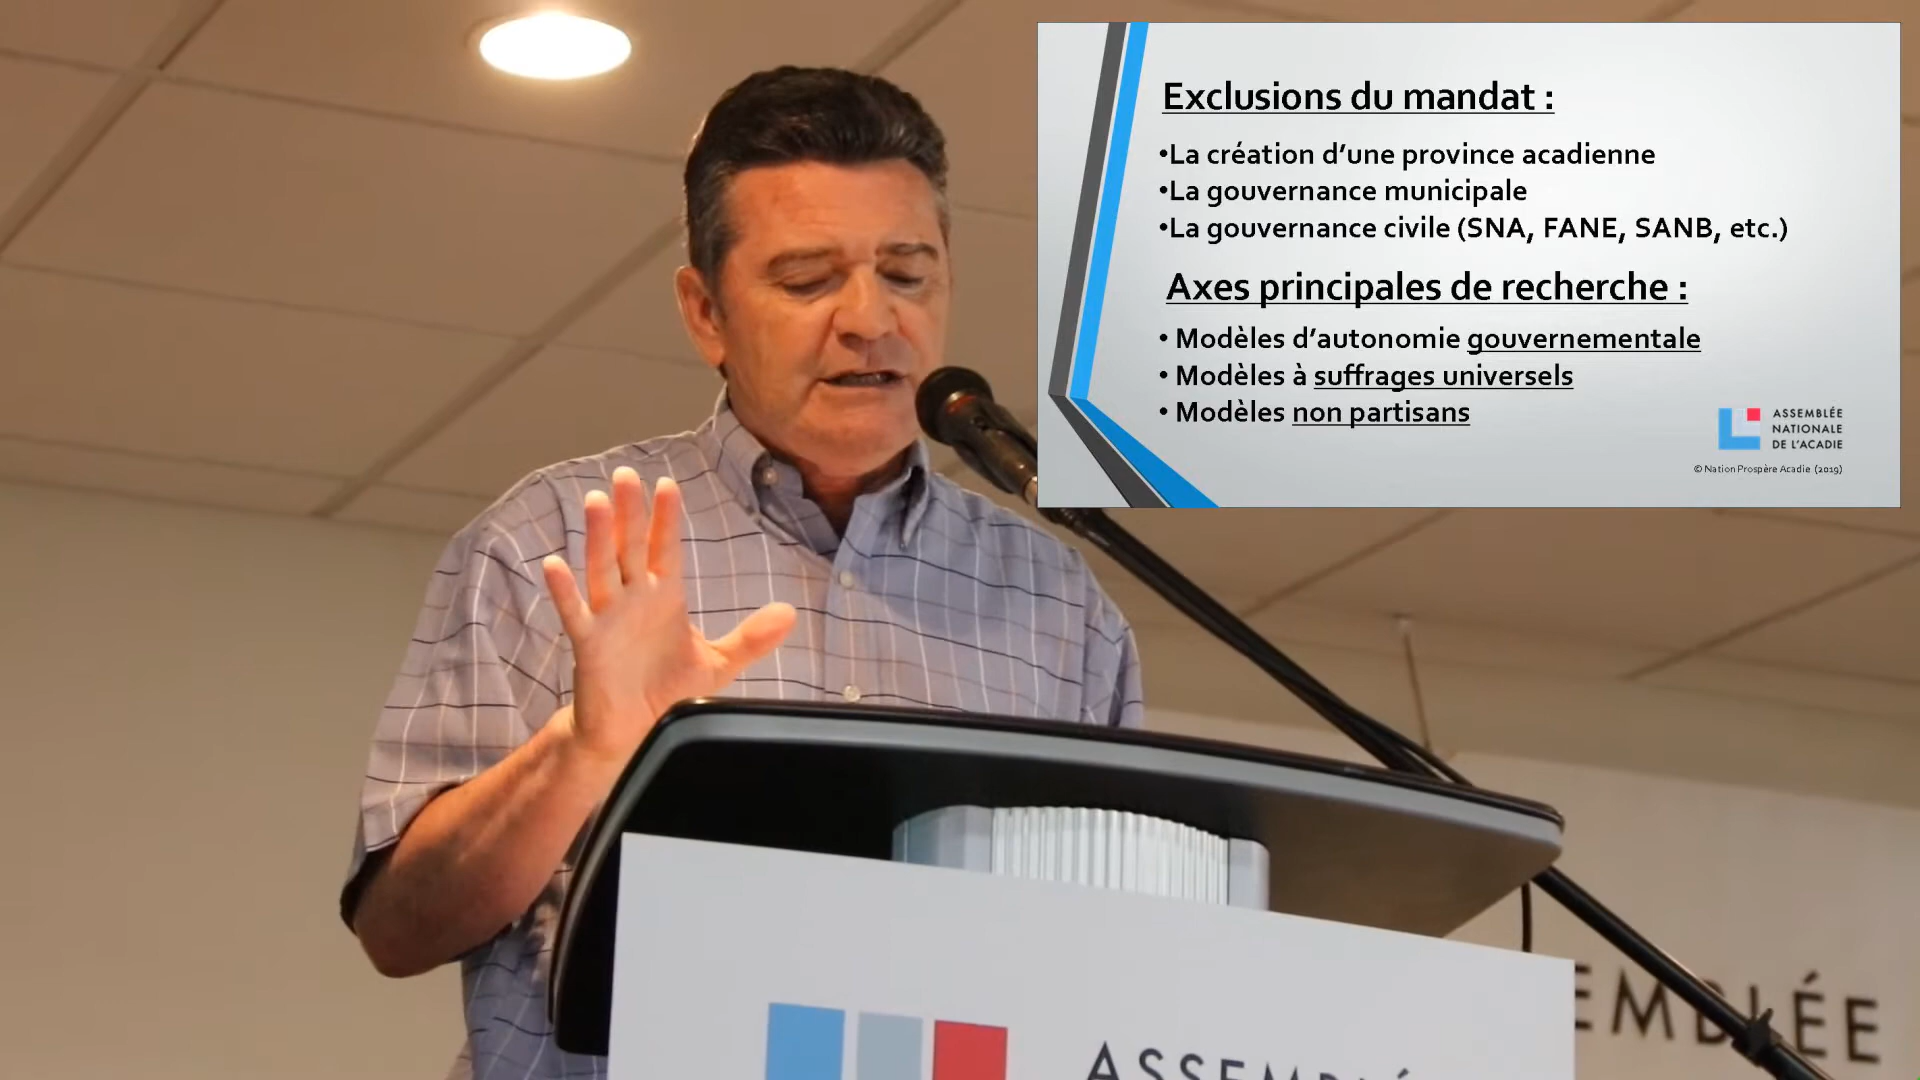 Exclusions du mandat :
•La création d’une province acadienne
•La gouvernance municipale
•La gouvernance civile (SNA, FANE, SANB, etc.)
Axes principales de recherche :
• Modèles d’autonomie gouvernementale
• Modèles à suffrages universels
• Modèles non partisans
ASSEMBLÉE
NATIONALE
DE L’ACADIE
© Nation Prospère Acadie (2019)
EMBLÉE
ASSEMBLÉ